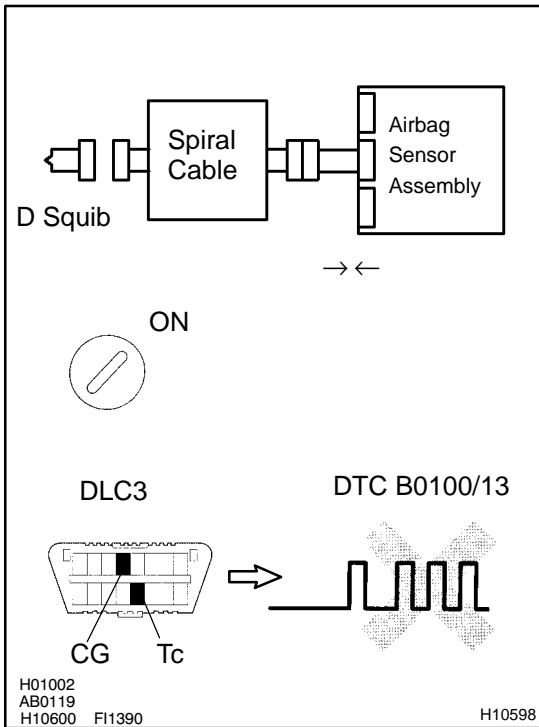 Spiral
Cable
Airbag
Sensor
Assembly
D Squib
ON
DLC3
DTC B0100/13
CG Tc
H01002
AB0119
H10600 FI1390
H10598